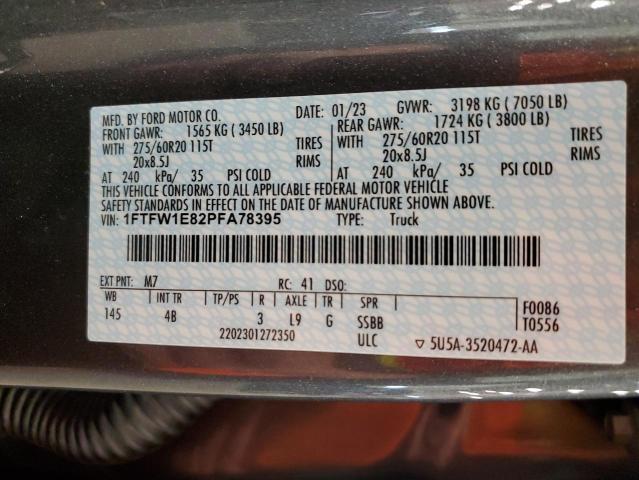 MFD. BY FORD MOTOR CO. DATE: 01/23 GVWR: 3198 KG ( 7050 LB)
FRONT GAWR: 1565 KG ( 3450 LB) REAR GAWR: 1724 KG ( 3800 LB)
WITH 275/60R20 115T TIRES WITH 275/60R20 115T TIRES
20x8.5J RIMS 20x8.5J RIMS
AT 240 kPa/ 35 PSI COLD AT 240 kPa/ 35 PSI COLD
THIS VEHICLE CONFORMS TO ALL APPLICABLE FEDERAL MOTOR VEHICLE
SAFETY STANDARDS IN EFFECT ON THE DATE OF MANUFACTURE SHOWN ABOVE.
VIN: 1FTFW1E82PFA78395 TYPE: Truck
EXT PNT: M7 RC: 41 DSO:
WB INT TR TP/PS R AXLE TR SPR F0086
145 4B 3 L9 G SSBB T0556
2202301272350 ULC ▽ 5U5A-3520472-AA